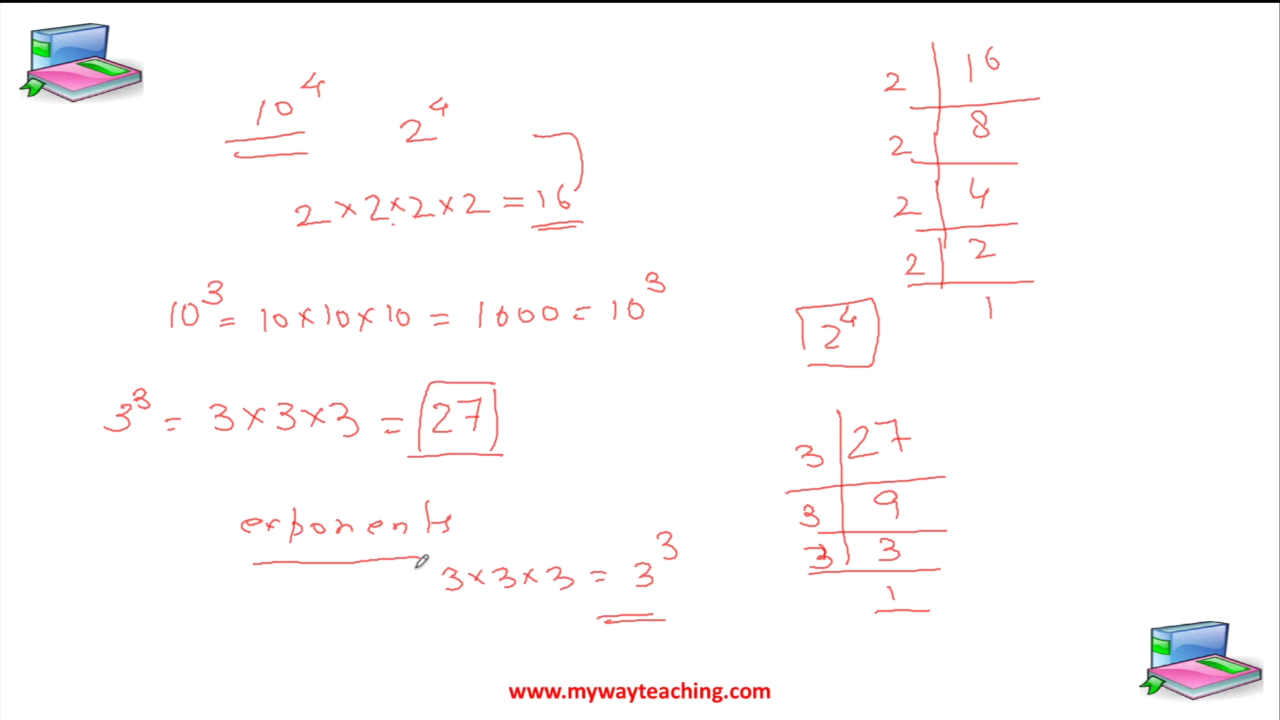 10⁴ 2⁴
2 × 2 × 2 × 2 = 16
10³ = 10 × 10 × 10 = 1000 = 10³
3³ = 3 × 3 × 3 = 27
exponents
3 × 3 × 3 = 3³
2 | 16
2 | 8
2 | 4
2 | 2
1
2⁴
3 | 27
3 | 9
3 | 3
1
www.mywayteaching.com